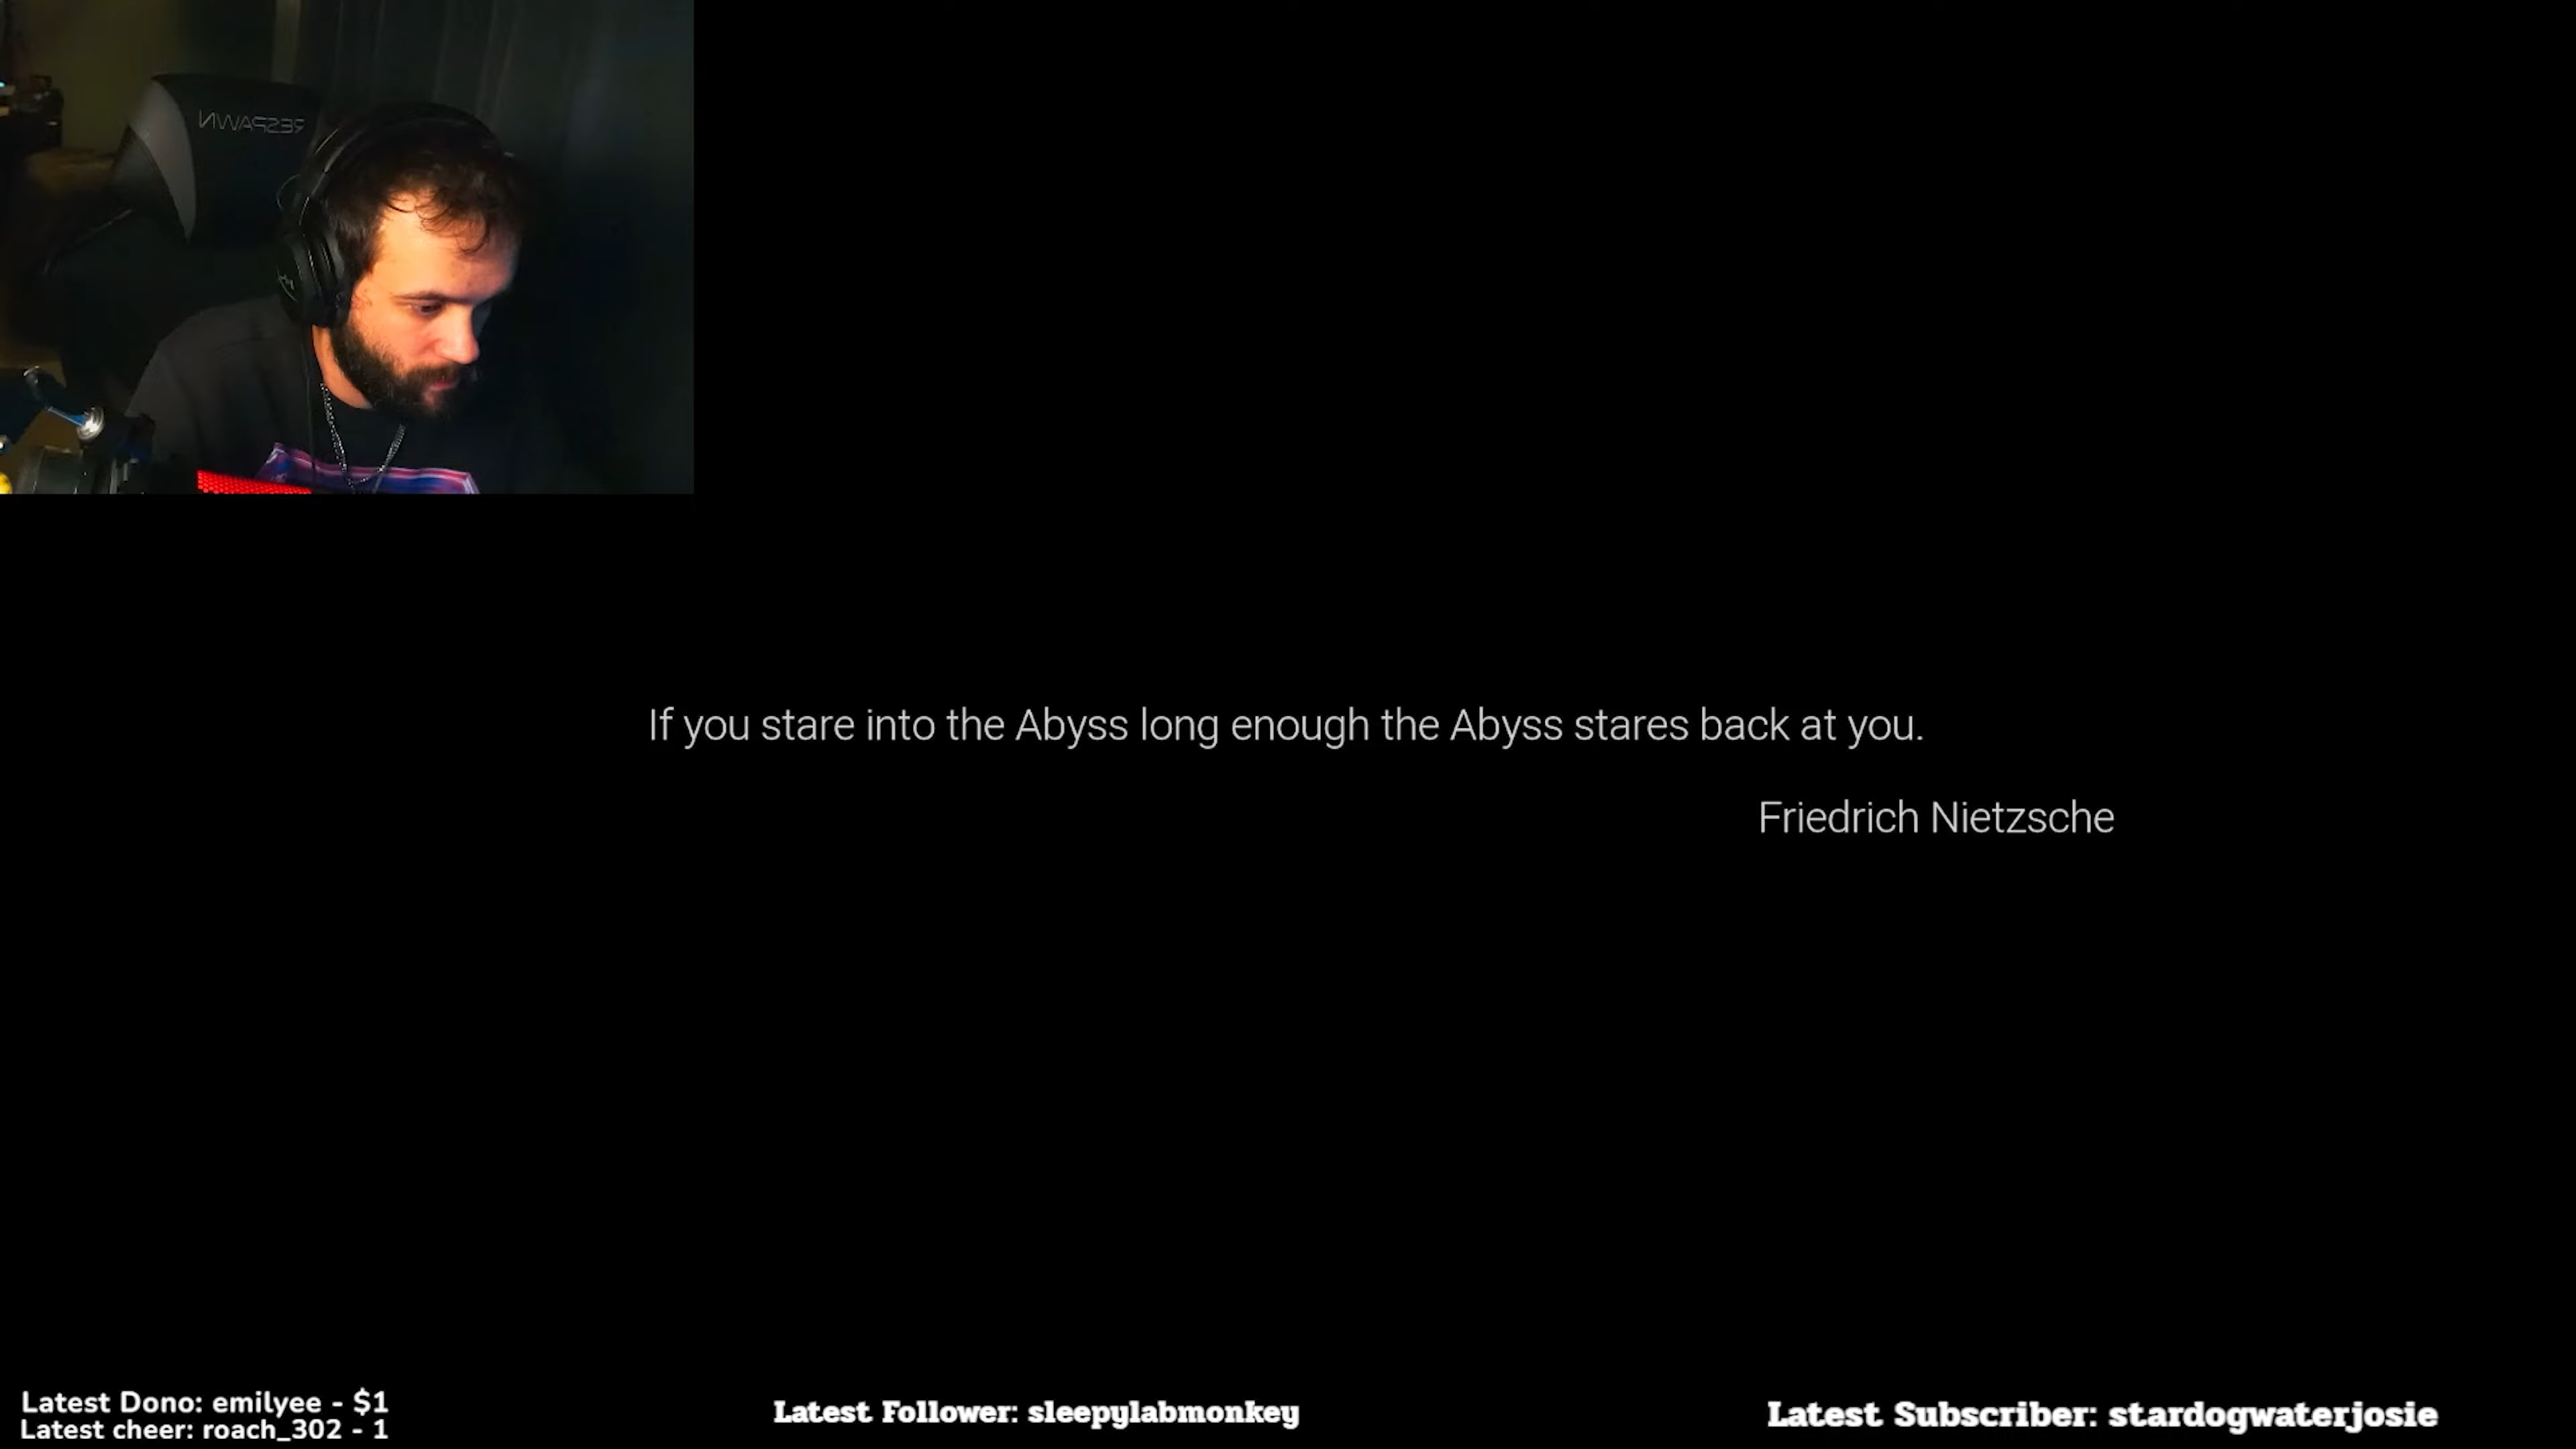 RESPAWN
If you stare into the Abyss long enough the Abyss stares back at you.
Friedrich Nietzsche
Latest Dono: emilyee - $1
Latest cheer: roach_302 - 1
Latest Follower: sleepylabmonkey
Latest Subscriber: stardogwaterjosie